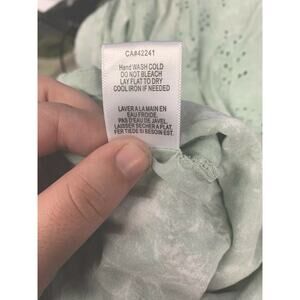 CA#42241
Hand WASH COLD
DO NOT BLEACH
LAY FLAT TO DRY
COOL IRON IF NEEDED
LAVER A LA MAIN EN
EAU FROIDE
PAS D'EAU DE JAVEL.
LAISSER SÉCHER A PLAT.
FER TIEDE SI BESOIN EST.